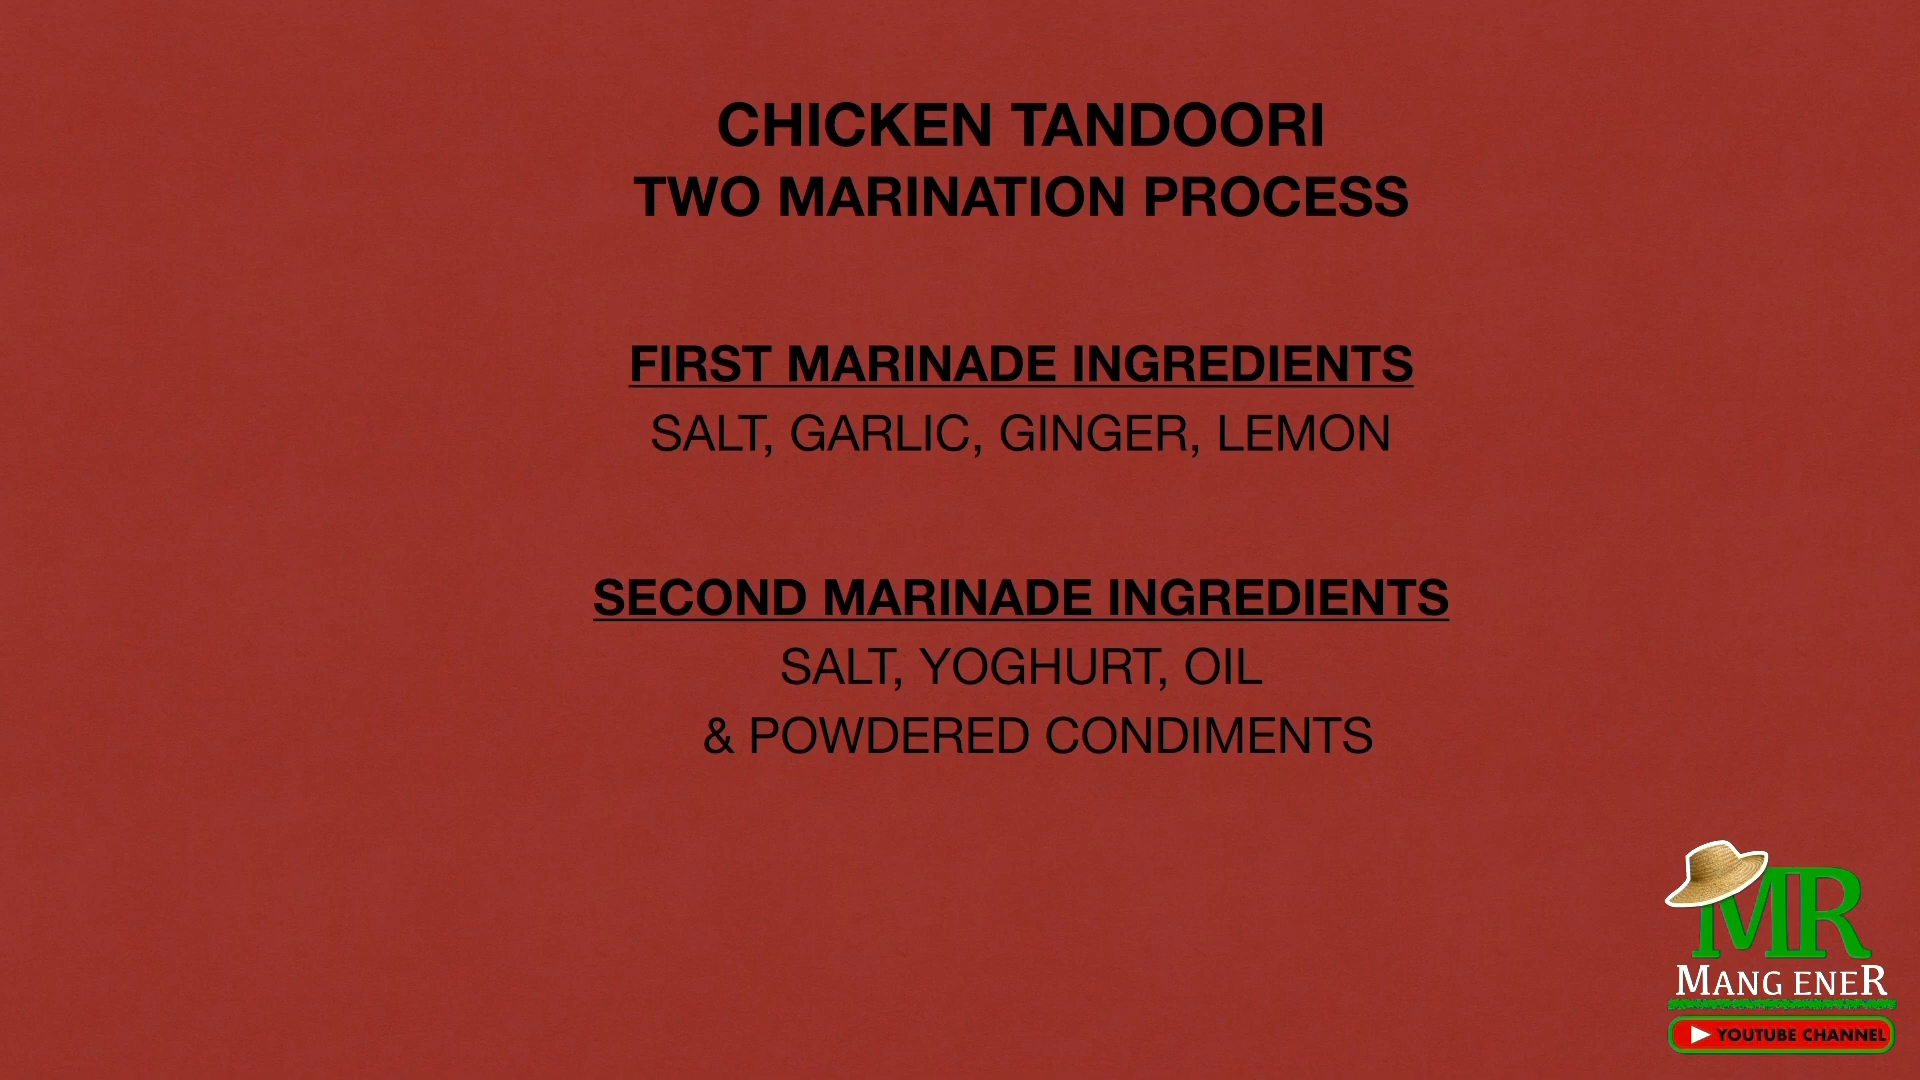 CHICKEN TANDOORI
TWO MARINATION PROCESS
FIRST MARINADE INGREDIENTS
SALT, GARLIC, GINGER, LEMON
SECOND MARINADE INGREDIENTS
SALT, YOGHURT, OIL
& POWDERED CONDIMENTS
MR
MANG ENER
YOUTUBE CHANNEL